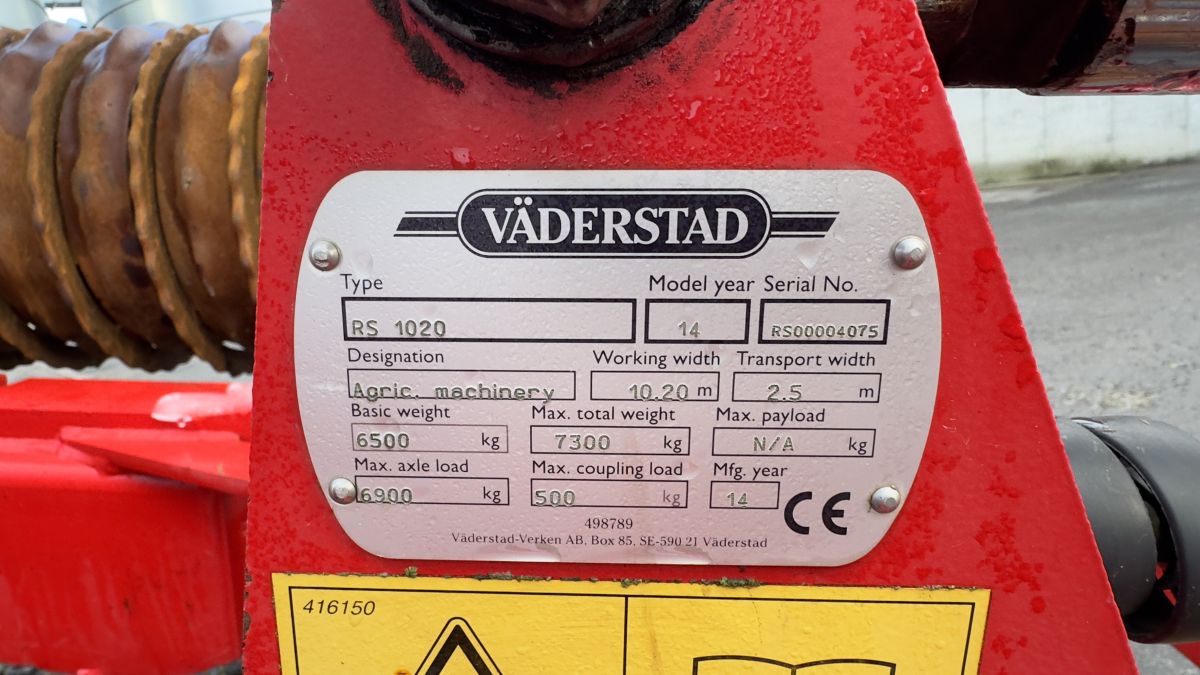 VÄDERSTAD
Type Model year Serial No.
RS 1020 14 RS00004075
Designation Working width Transport width
Agric. machinery 10.20 m 2.5 m
Basic weight Max. total weight Max. payload
6500 kg 7300 kg N/A kg
Max. axle load Max. coupling load Mfg. year
6900 kg 500 kg 14 CE
498789
Väderstad-Verken AB, Box 85, SE-590 21 Väderstad
416150